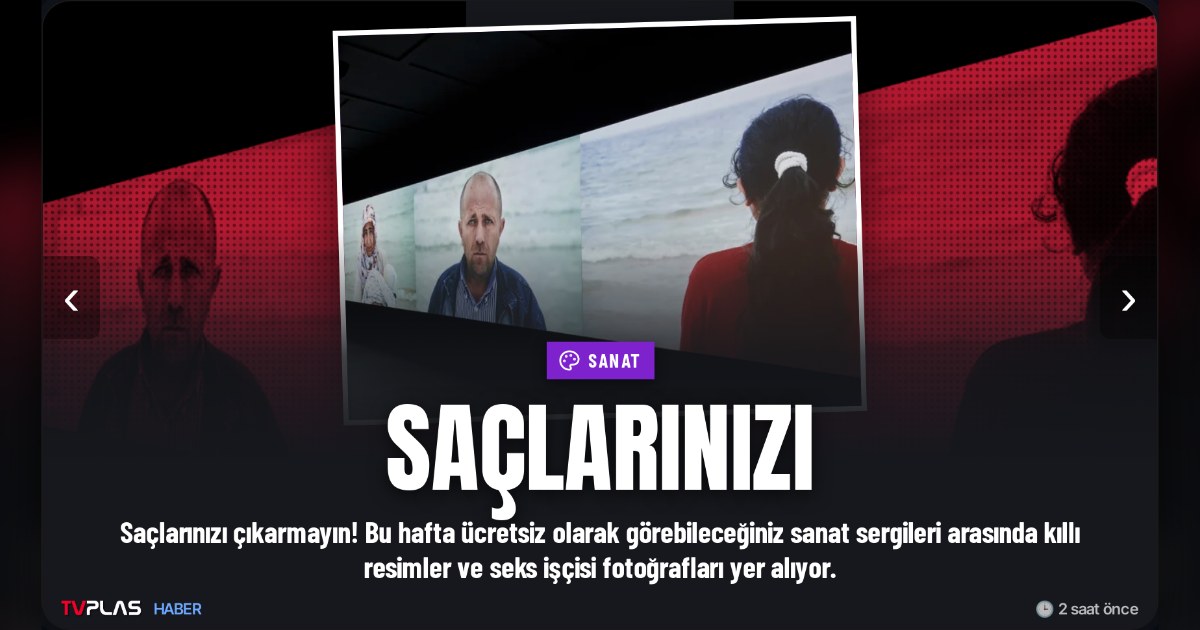 SANAT
SAÇLARINIZI
Saçlarınızı çıkarmayın! Bu hafta ücretsiz olarak görebileceğiniz sanat sergileri arasında kıllı
resimler ve seks işçisi fotoğrafları yer alıyor.
TVPLAS HABER
2 saat önce